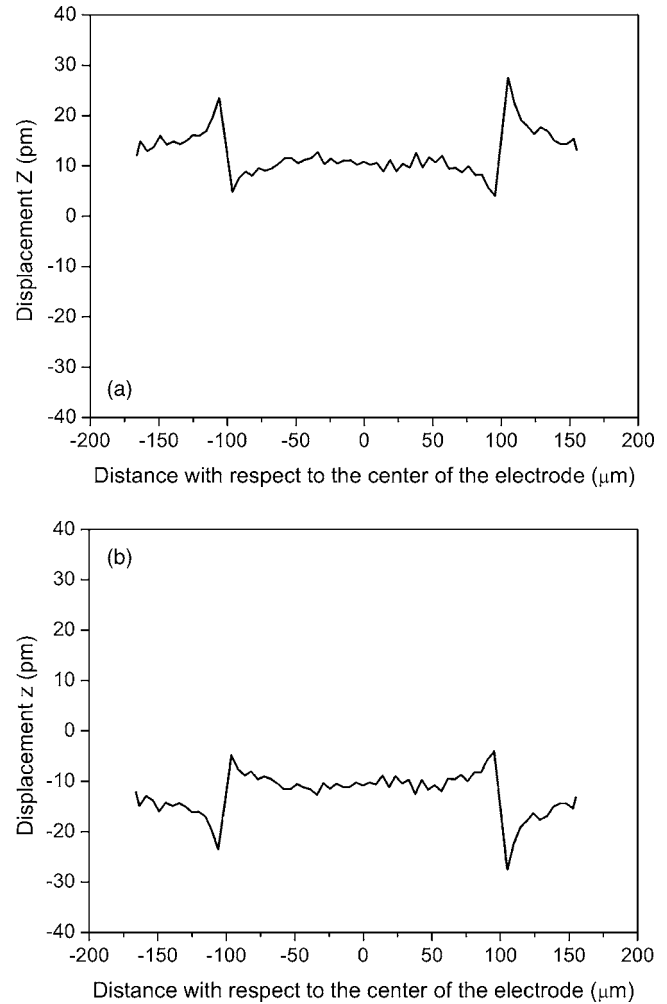 40
30
20
10
0
-10
-20
-30
-40
Displacement Z (pm)
(a)
-200 -150 -100 -50 0 50 100 150 200
Distance with respect to the center of the electrode (μm)
40
(b)
30
20
10
0
-10
-20
-30
-40
Displacement z (pm)
-200 -150 -100 -50 0 50 100 150 200
Distance with respect to the center of the electrode (μm)